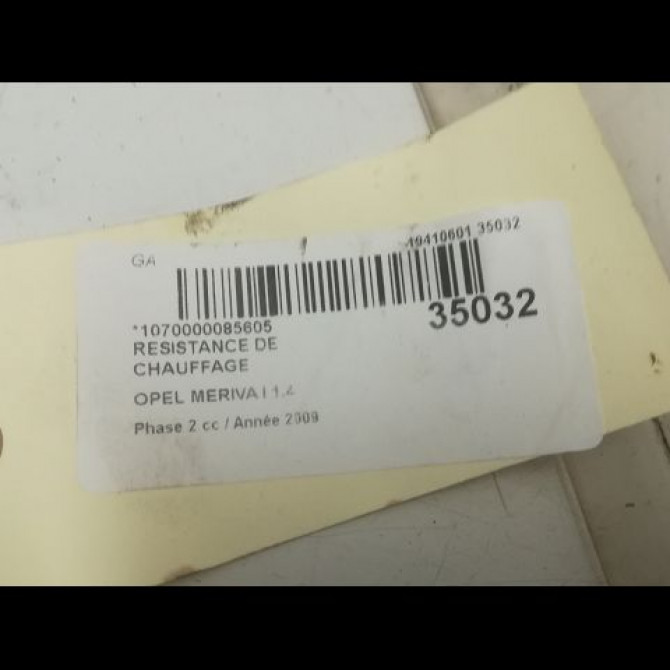 GA
19410601 35032
*1070000085605
35032
RESISTANCE DE
CHAUFFAGE
OPEL MERIVA I 1.4
Phase 2 cc / Année 2009